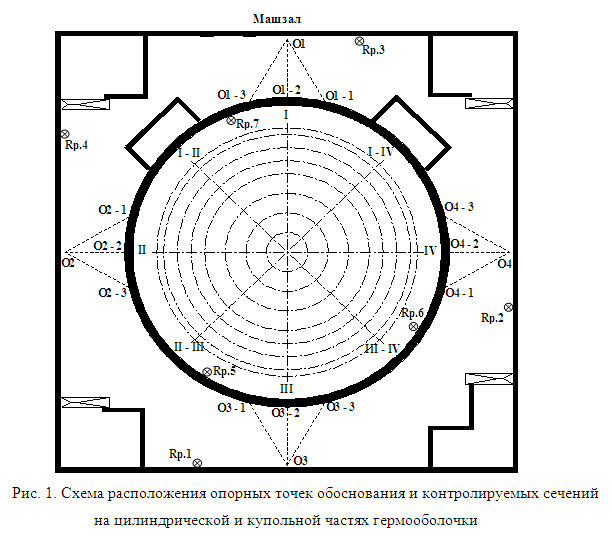 Машзал
O1
Rp.3
O1 - 3
O1 - 2
O1 - 1
Rp.7
I
Rp.4
I - II
I - IV
O2 - 1
O4 - 3
O2 - 2
II
IV
O4 - 2
O2
O4
O2 - 3
O4 - 1
Rp.2
Rp.6
II - III
III - IV
Rp.5
III
O3 - 1
O3 - 2
O3 - 3
Rp.1
O3
Рис. 1. Схема расположения опорных точек обоснования и контролируемых сечений
на цилиндрической и купольной частях гермооболочки